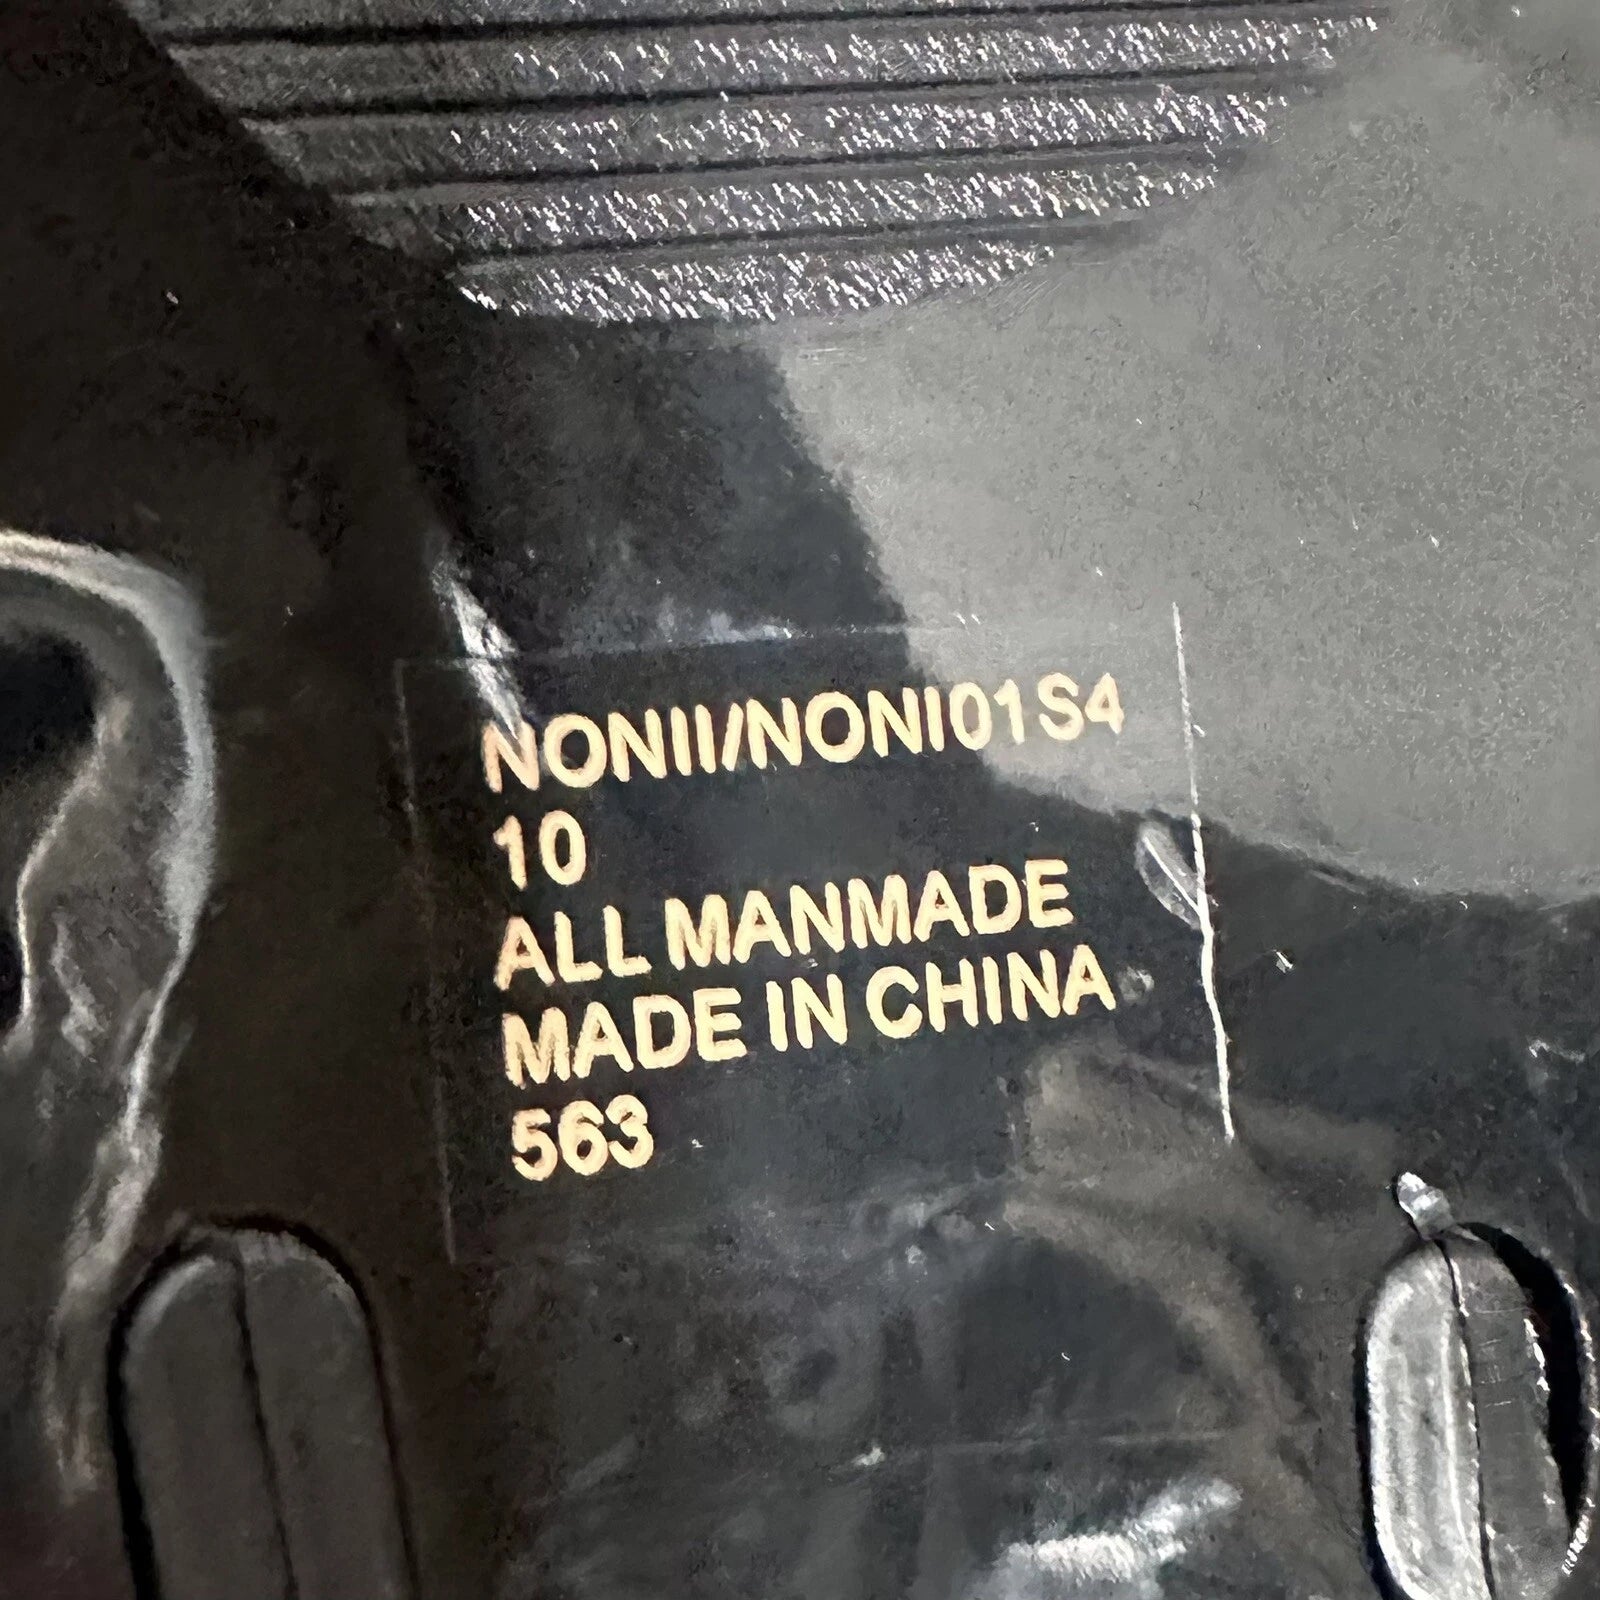 NONII/NONI01S4
10
ALL MANMADE
MADE IN CHINA
563